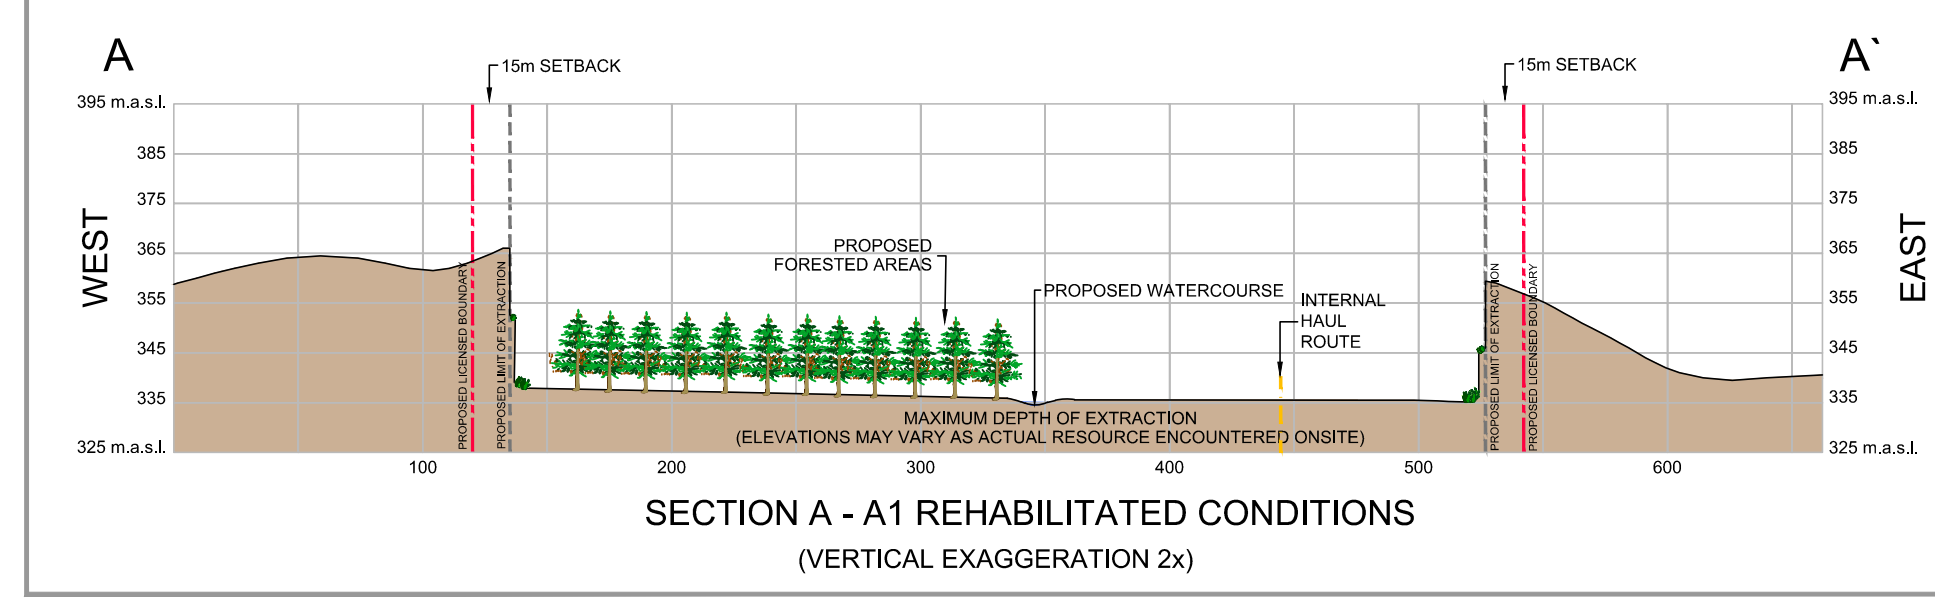 A
A`
15m SETBACK
15m SETBACK
395 m.a.s.l.
385
375
365
355
345
335
325 m.a.s.l.
WEST
395 m.a.s.l.
385
375
365
355
345
335
325 m.a.s.l.
EAST
PROPOSED LICENSED BOUNDARY
PROPOSED LIMIT OF EXTRACTION
PROPOSED
FORESTED AREAS
PROPOSED WATERCOURSE
INTERNAL
HAUL
ROUTE
PROPOSED LIMIT OF EXTRACTION
PROPOSED LICENSED BOUNDARY
MAXIMUM DEPTH OF EXTRACTION
(ELEVATIONS MAY VARY AS ACTUAL RESOURCE ENCOUNTERED ONSITE)
100
200
300
400
500
600
SECTION A - A1 REHABILITATED CONDITIONS
(VERTICAL EXAGGERATION 2x)